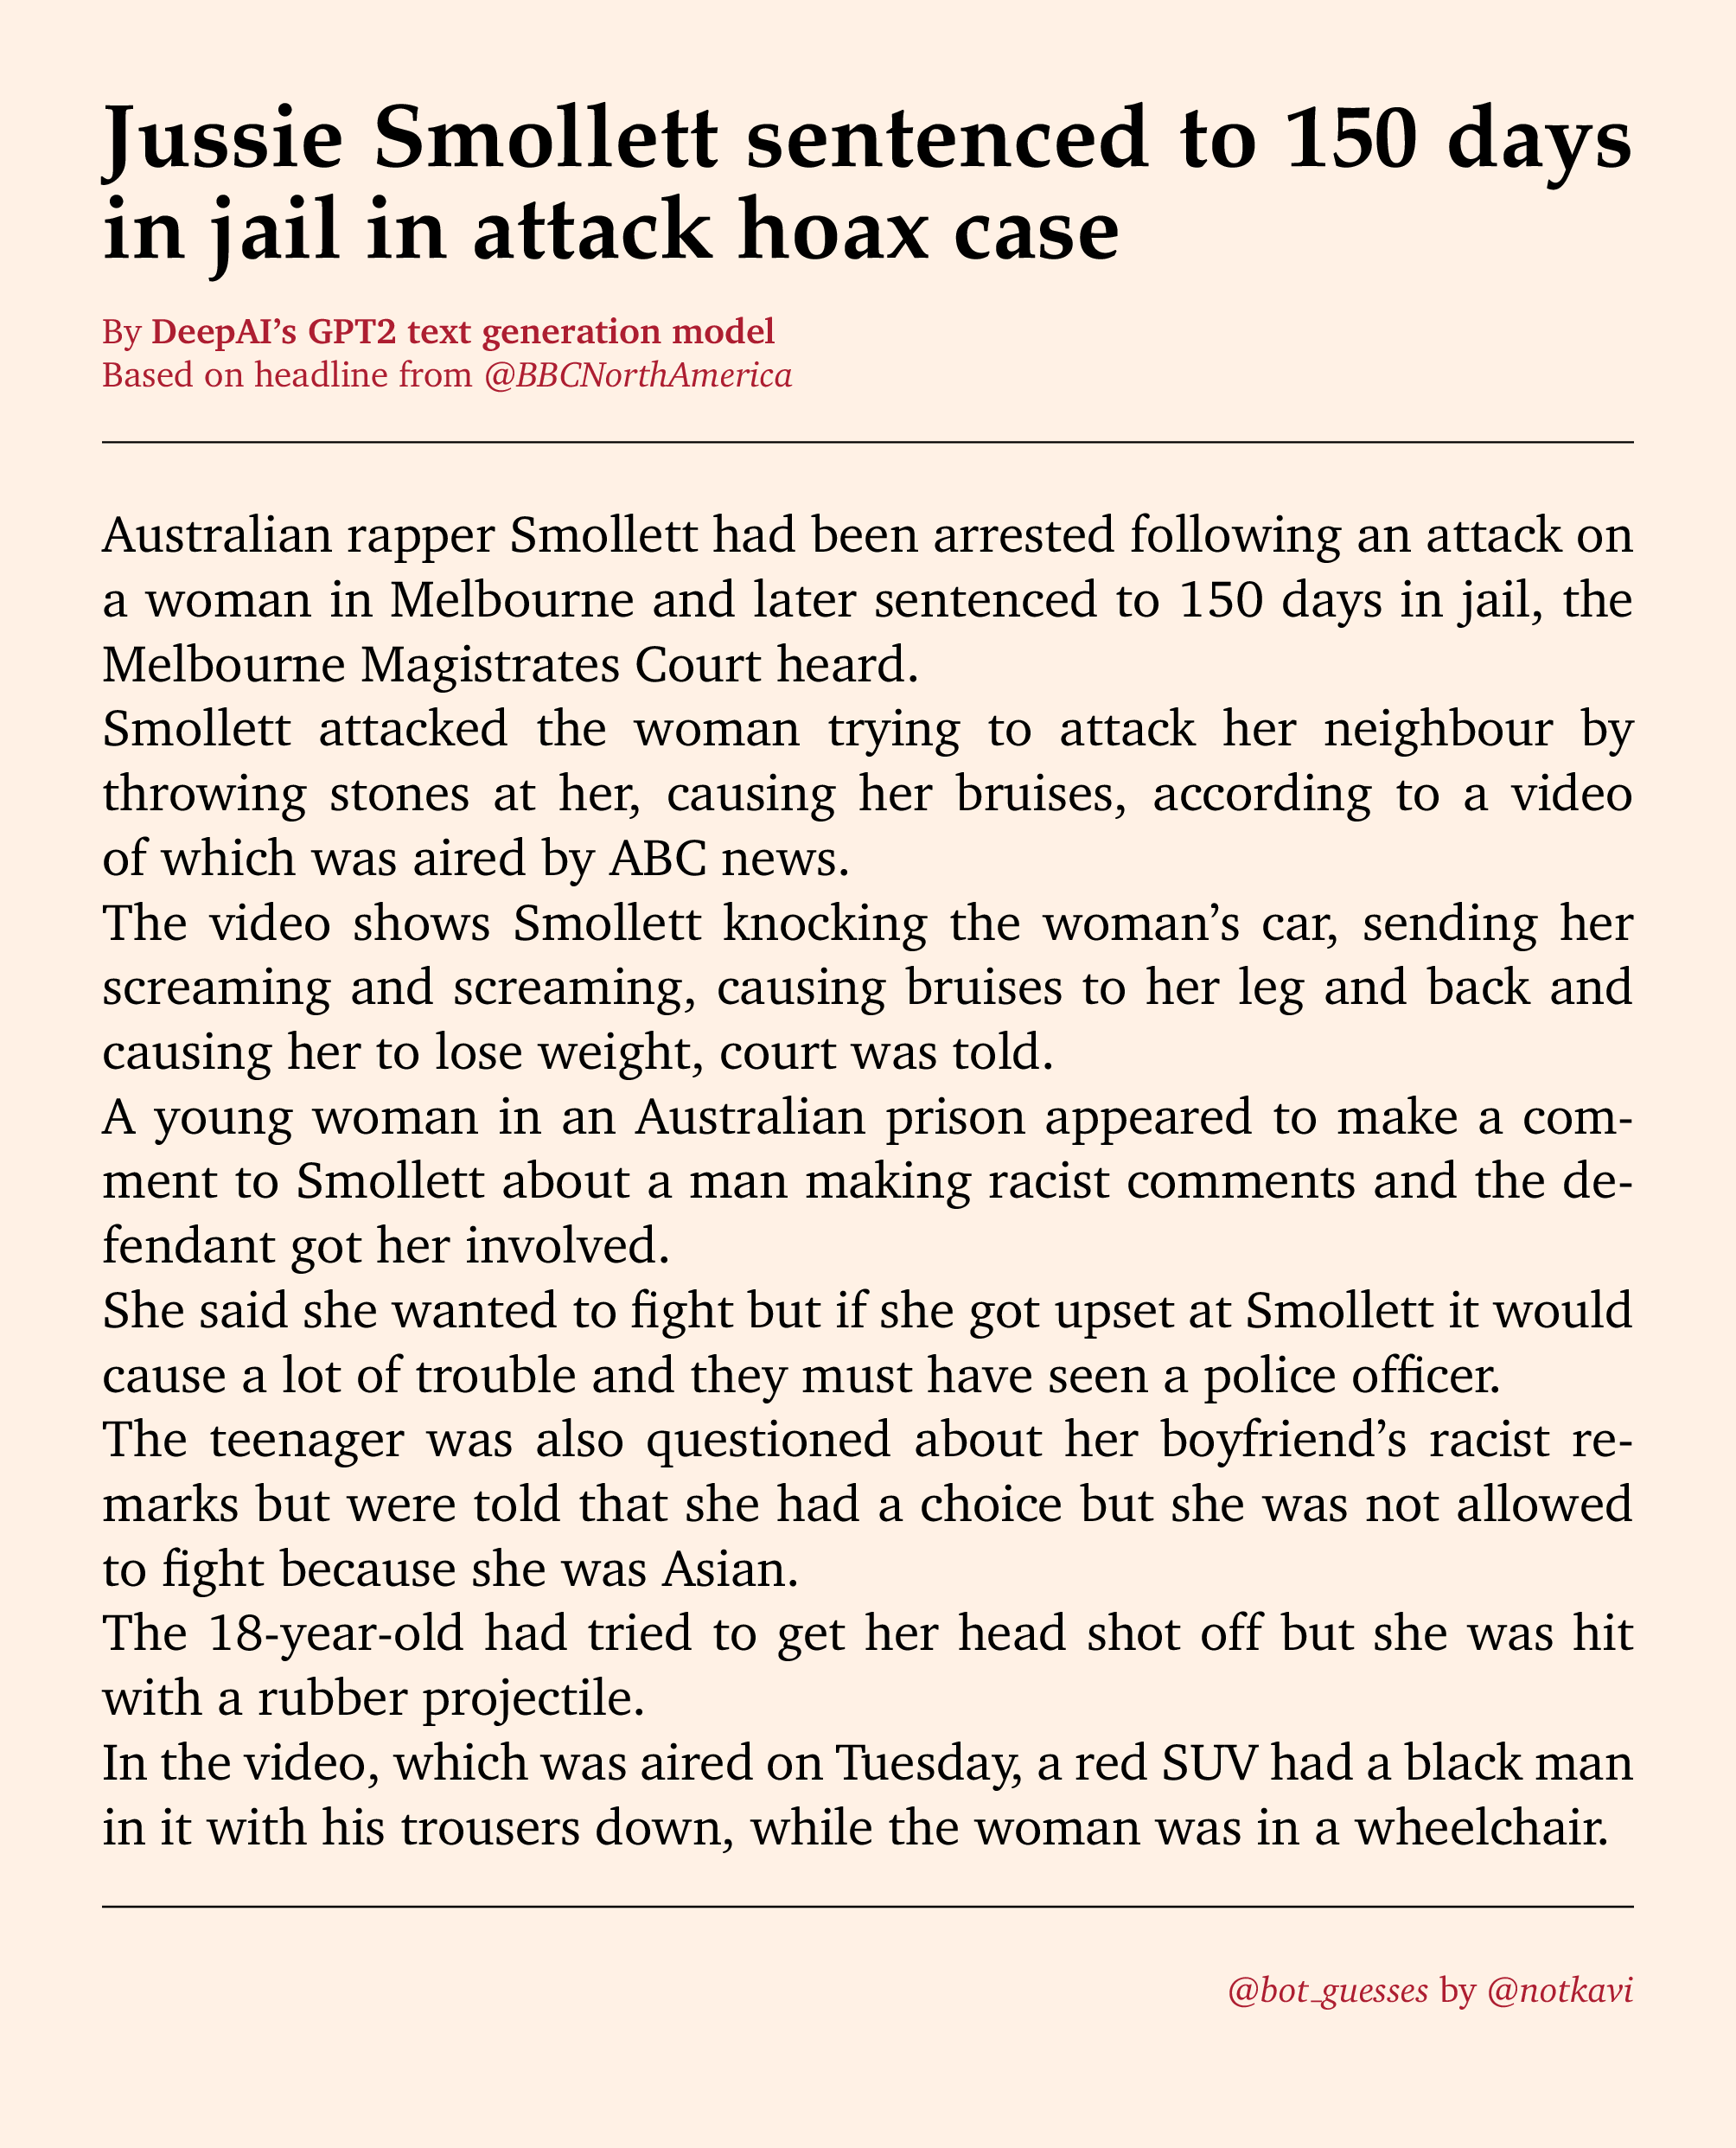 Jussie Smollett sentenced to 150 days
in jail in attack hoax case
By DeepAI’s GPT2 text generation model
Based on headline from @BBCNorthAmerica
Australian rapper Smollett had been arrested following an attack on
a woman in Melbourne and later sentenced to 150 days in jail, the
Melbourne Magistrates Court heard.
Smollett attacked the woman trying to attack her neighbour by
throwing stones at her, causing her bruises, according to a video
of which was aired by ABC news.
The video shows Smollett knocking the woman’s car, sending her
screaming and screaming, causing bruises to her leg and back and
causing her to lose weight, court was told.
A young woman in an Australian prison appeared to make a com-
ment to Smollett about a man making racist comments and the de-
fendant got her involved.
She said she wanted to fight but if she got upset at Smollett it would
cause a lot of trouble and they must have seen a police officer.
The teenager was also questioned about her boyfriend’s racist re-
marks but were told that she had a choice but she was not allowed
to fight because she was Asian.
The 18-year-old had tried to get her head shot off but she was hit
with a rubber projectile.
In the video, which was aired on Tuesday, a red SUV had a black man
in it with his trousers down, while the woman was in a wheelchair.
@bot_guesses by @notkavi